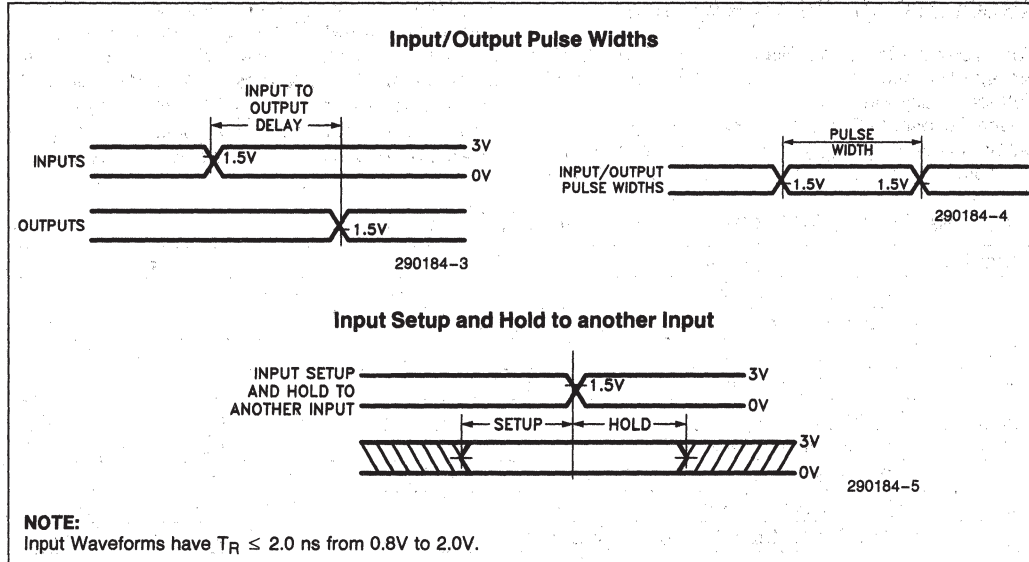 Input/Output Pulse Widths
INPUT TO
OUTPUT
DELAY
INPUTS
1.5V
3V
0V
OUTPUTS
1.5V
290184-3
PULSE
WIDTH
INPUT/OUTPUT
PULSE WIDTHS
1.5V
1.5V
290184-4
Input Setup and Hold to another Input
INPUT SETUP
AND HOLD TO
ANOTHER INPUT
1.5V
3V
0V
SETUP
HOLD
3V
0V
290184-5
NOTE:
Input Waveforms have TR ≤ 2.0 ns from 0.8V to 2.0V.